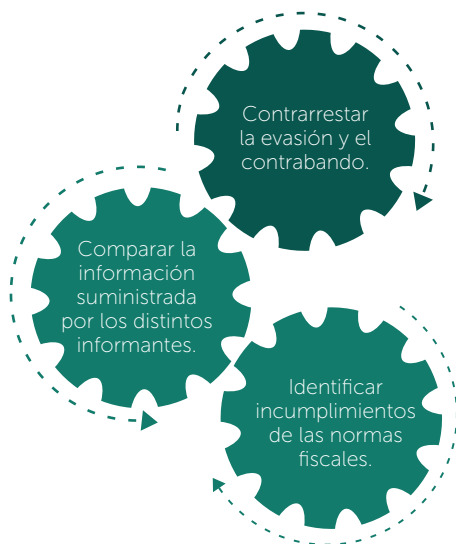 Contrarrestar
la evasión y el
contrabando.
Comparar la
información
suministrada
por los distintos
informantes.
Identificar
incumplimientos
de las normas
fiscales.